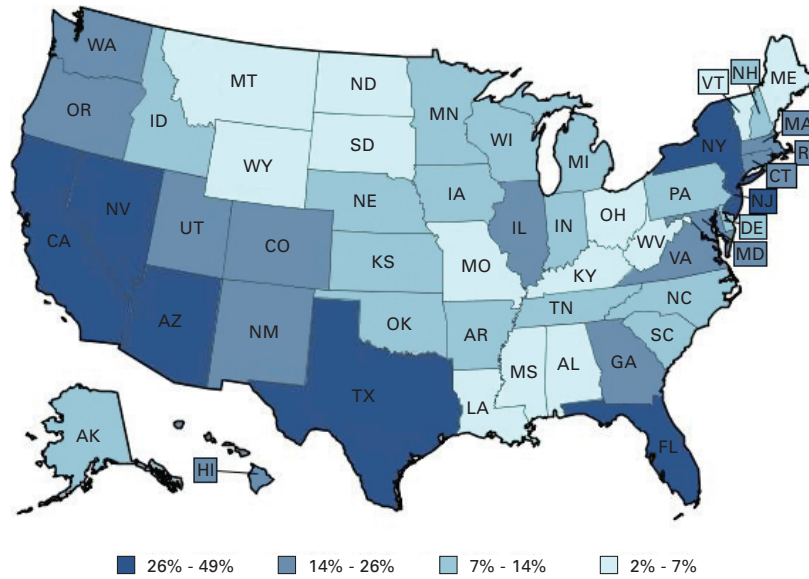 WA
MT
ND
MN
VT
NH
ME
OR
ID
SD
WI
MI
NY
MA
R
WY
CT
NE
IA
PA
NJ
NV
UT
CO
IL
IN
OH
DE
CA
KS
MO
WV
VA
MD
KY
AZ
NM
OK
AR
TN
NC
SC
TX
LA
MS
AL
GA
FL
AK
HI
26% - 49%
14% - 26%
7% - 14%
2% - 7%